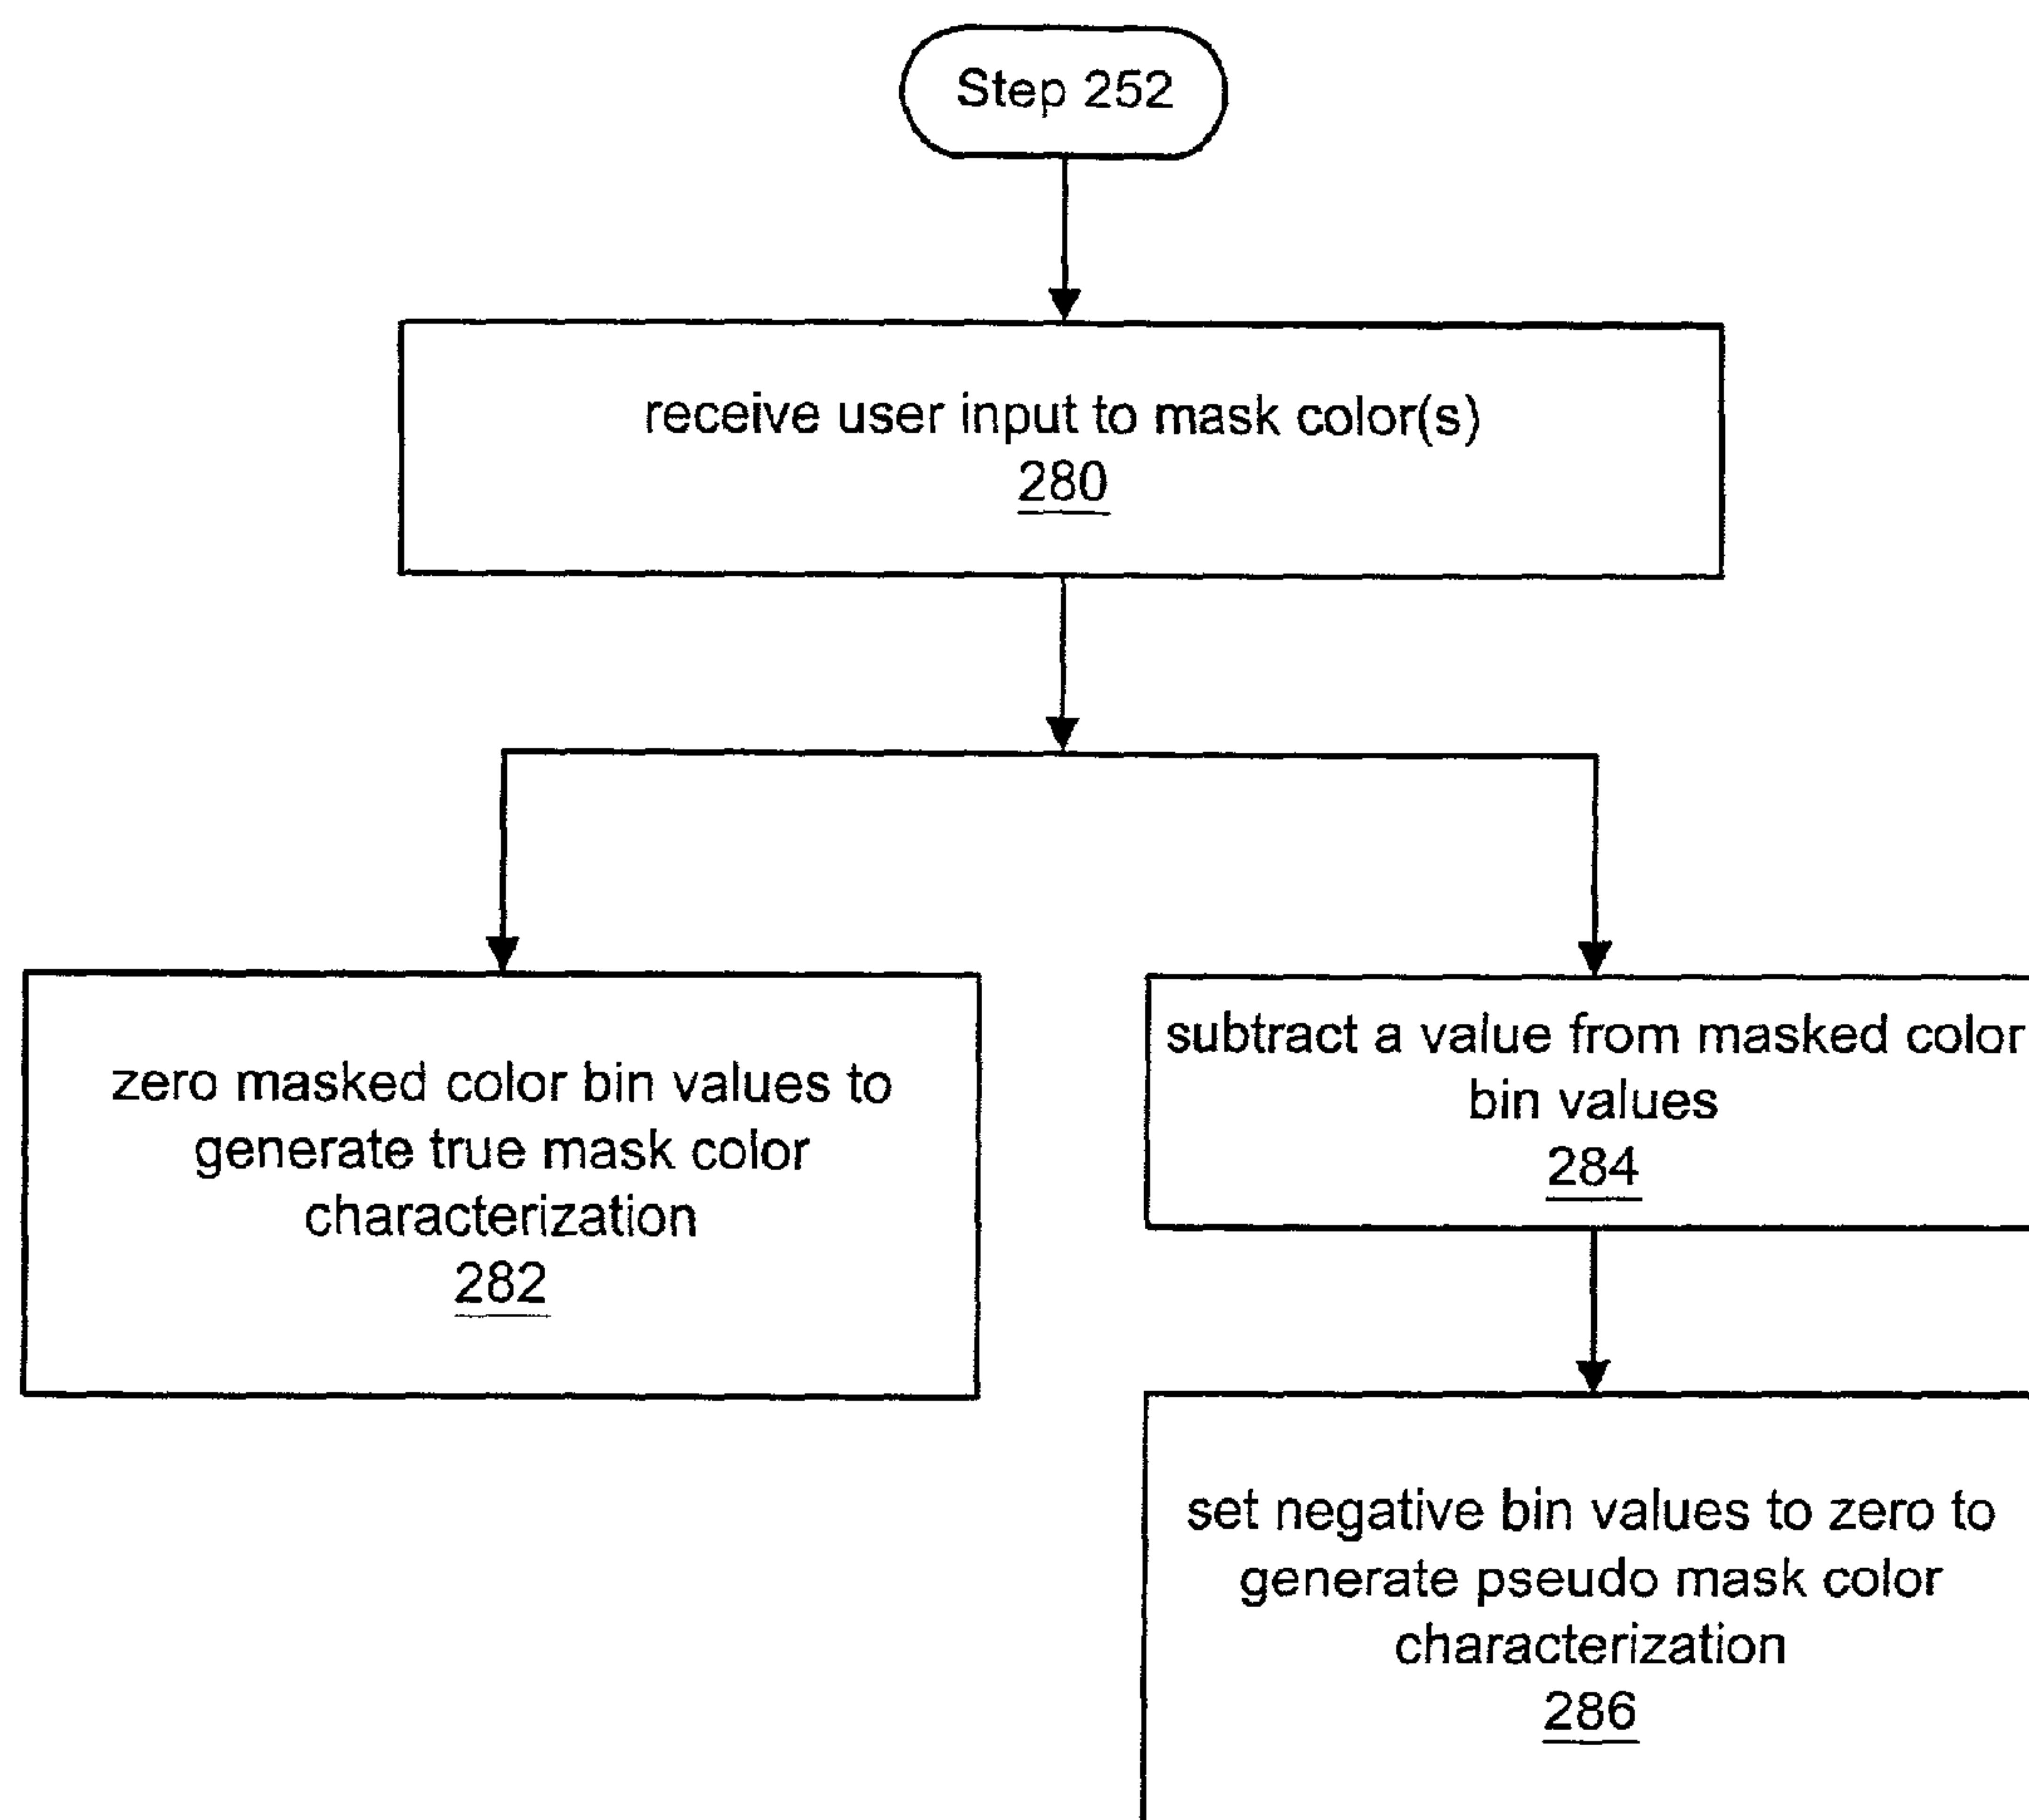 Step 252
receive user input to mask color(s)
280
zero masked color bin values to
generate true mask color
characterization
282
subtract a value from masked color
bin values
284
set negative bin values to zero to
generate pseudo mask color
characterization
286